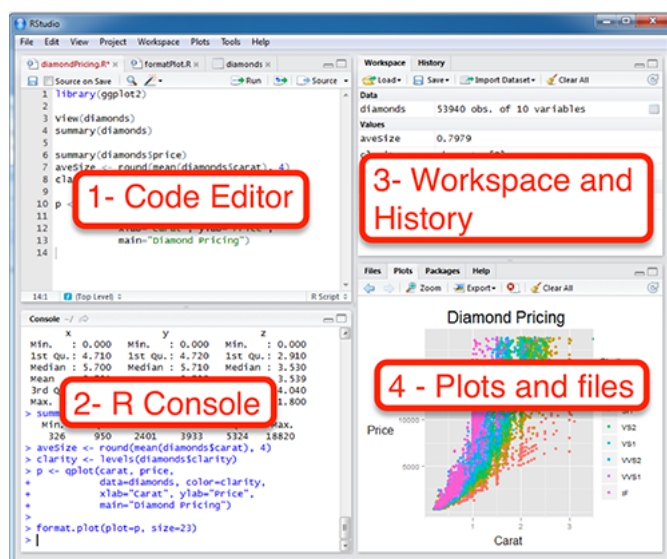 RStudio
File Edit View Project Workspace Plots Tools Help
diamondPricing.R* formatPlot.R diamonds
Source on Save Run Source
1 library(ggplot2)
2
3 view(diamonds)
4 summary(diamonds)
5
6 summary(diamonds$price)
7 aveSize <- round(mean(diamonds$carat), 4)
8
9
10 p
11
12 xlab="Carat", ylab="Price",
13 main="Diamond Pricing")
14
1- Code Editor
14:1 (Top Level) R Script
Console ~/
x y z
Min. : 0.000 Min. : 0.000 Min. : 0.000
1st Qu.: 4.710 1st Qu.: 4.720 1st Qu.: 2.910
Median : 5.700 Median : 5.710 Median : 3.530
Mean 3.539
3rd Q 4.040
Max. 1.800
2- R Console
>
326 950 2401 3933 5324 18820
> aveSize <- round(mean(diamonds$carat), 4)
> clarity <- levels(diamonds$clarity)
> p <- qplot(carat, price,
+ data=diamonds, color=clarity,
+ xlab="Carat", ylab="Price",
+ main="Diamond Pricing")
>
> format.plot(plot=p, size=23)
>
Workspace History
Load Save Import Dataset Clear All
Data
diamonds 53940 obs. of 10 variables
Values
aveSize 0.7979
3- Workspace and
History
Files Plots Packages Help
Zoom Export Clear All
Diamond Pricing
4 - Plots and files
Price
10000
5000
VS2
VS1
VVS2
VVS1
IF
1 2 3
Carat